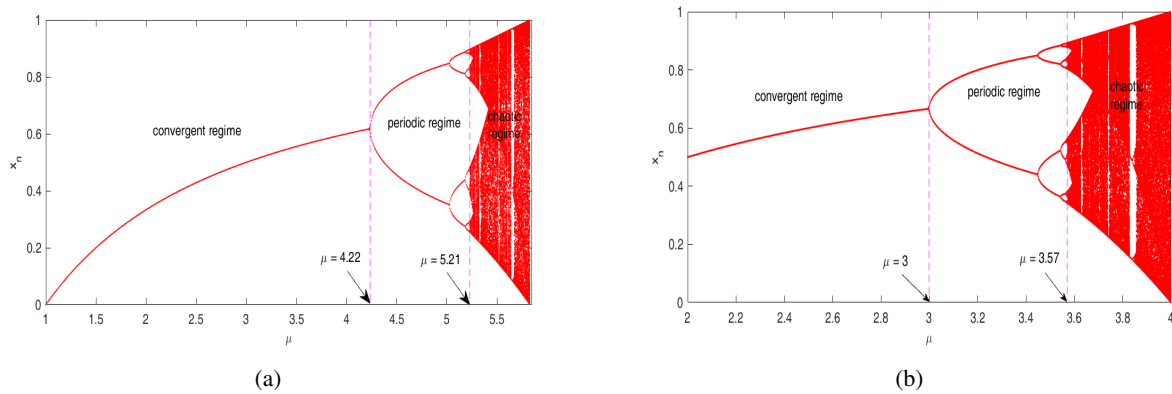 1
0.8
0.6
0.4
0.2
0
x_n
convergent regime
periodic regime
chaotic
regime
μ = 4.22
μ = 5.21
1 1.5 2 2.5 3 3.5 4 4.5 5 5.5
μ
(a)
1
0.8
0.6
0.4
0.2
0
x_n
convergent regime
periodic regime
chaotic
regime
μ = 3
μ = 3.57
2 2.2 2.4 2.6 2.8 3 3.2 3.4 3.6 3.8 4
μ
(b)